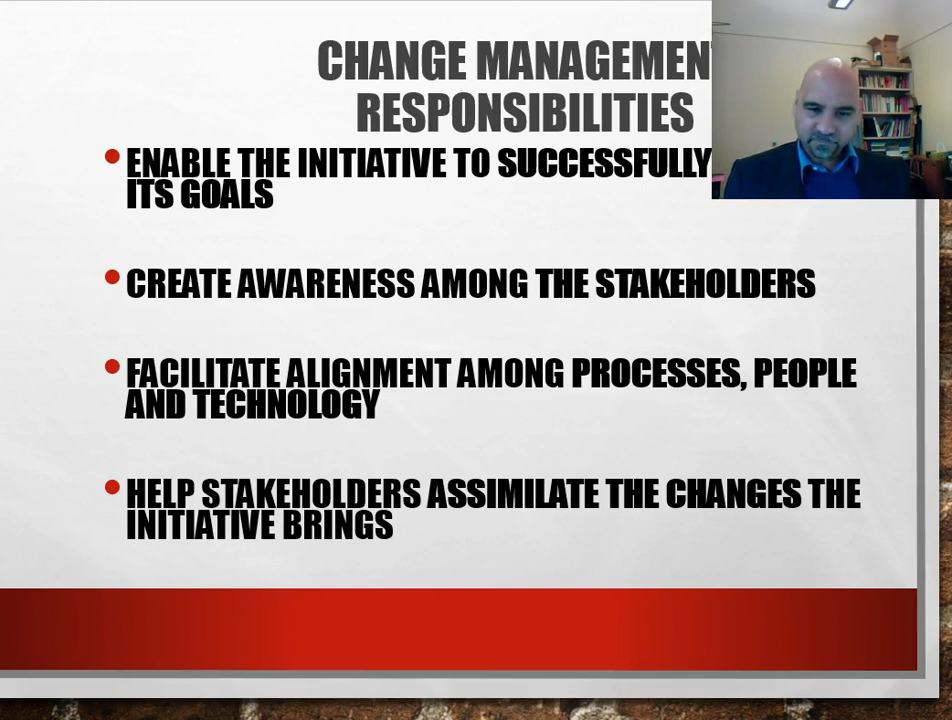 CHANGE MANAGEMENT
RESPONSIBILITIES
• ENABLE THE INITIATIVE TO SUCCESSFULLY
ITS GOALS
• CREATE AWARENESS AMONG THE STAKEHOLDERS
• FACILITATE ALIGNMENT AMONG PROCESSES, PEOPLE
AND TECHNOLOGY
• HELP STAKEHOLDERS ASSIMILATE THE CHANGES THE
INITIATIVE BRINGS